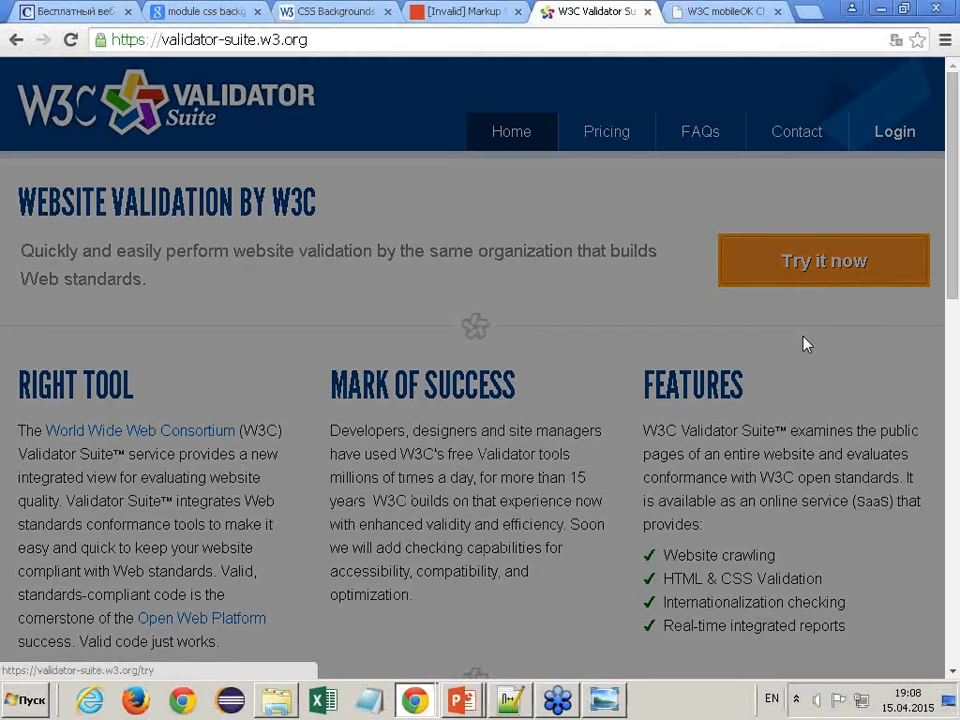 Бесплатный веб
module css backg
CSS Backgrounds
[Invalid] Markup
W3C Validator Su
W3C mobileOK Cl
https://validator-suite.w3.org
W3C VALIDATOR Suite
Home
Pricing
FAQs
Contact
Login
WEBSITE VALIDATION BY W3C
Quickly and easily perform website validation by the same organization that builds
Web standards.
Try it now
RIGHT TOOL
The World Wide Web Consortium (W3C)
Validator Suite™ service provides a new
integrated view for evaluating website
quality. Validator Suite™ integrates Web
standards conformance tools to make it
easy and quick to keep your website
compliant with Web standards. Valid,
standards-compliant code is the
cornerstone of the Open Web Platform
success. Valid code just works.
MARK OF SUCCESS
Developers, designers and site managers
have used W3C's free Validator tools
millions of times a day, for more than 15
years W3C builds on that experience now
with enhanced validity and efficiency. Soon
we will add checking capabilities for
accessibility, compatibility, and
optimization.
FEATURES
W3C Validator Suite™ examines the public
pages of an entire website and evaluates
conformance with W3C open standards. It
is available as an online service (SaaS) that
provides:
✓ Website crawling
✓ HTML & CSS Validation
✓ Internationalization checking
✓ Real-time integrated reports
https://validator-suite.w3.org/try
Пуск
EN
19:08
15.04.2015